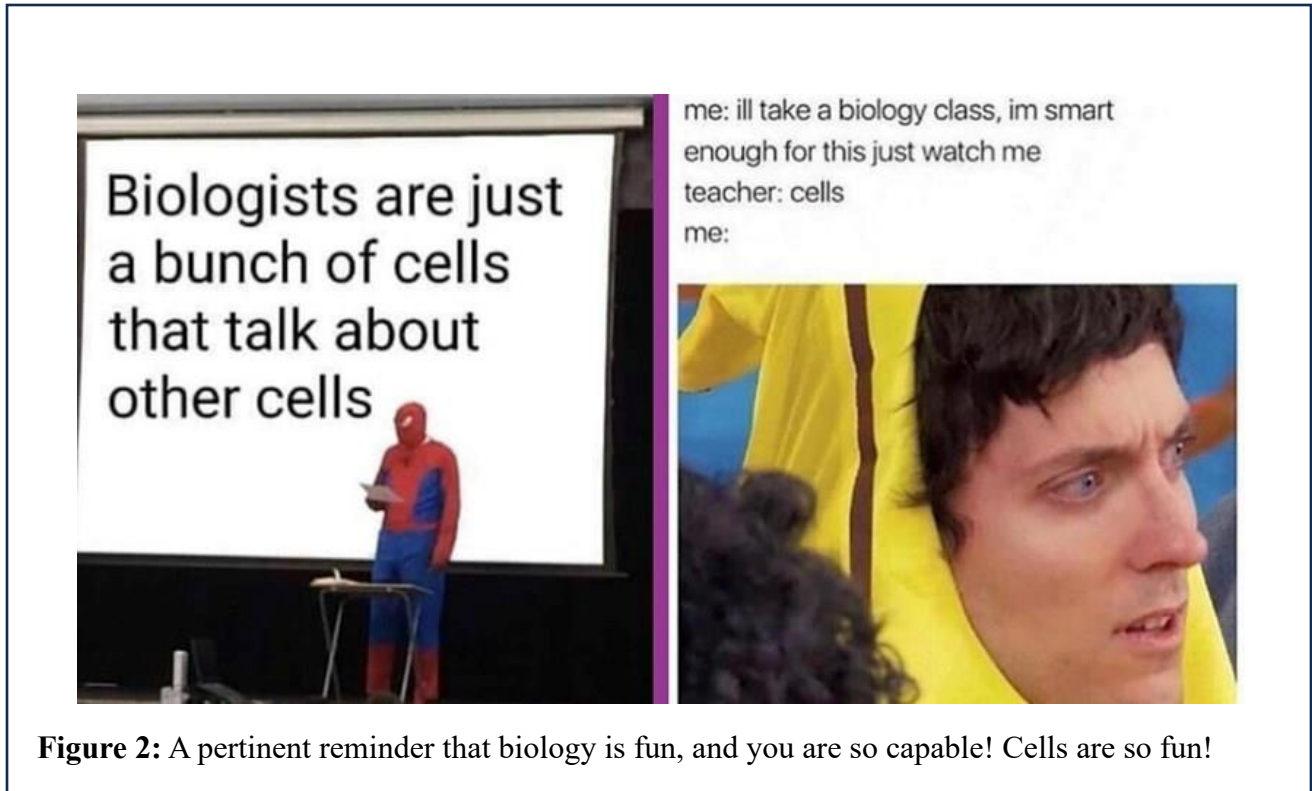 Biologists are just
a bunch of cells
that talk about
other cells
me: ill take a biology class, im smart
enough for this just watch me
teacher: cells
me:
Figure 2: A pertinent reminder that biology is fun, and you are so capable! Cells are so fun!